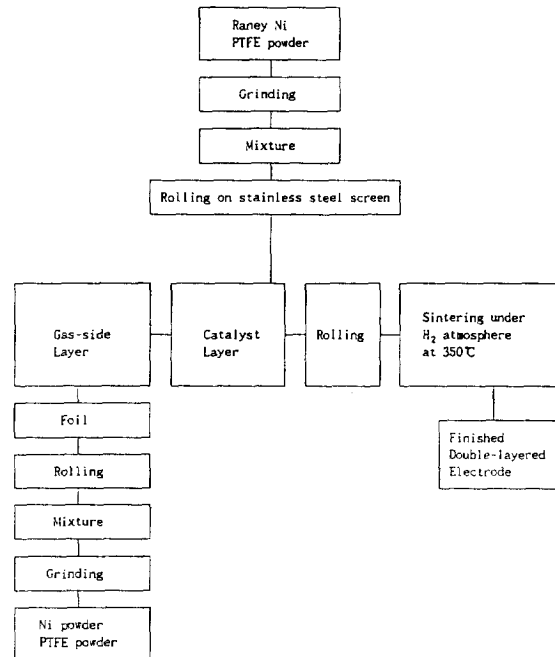 Raney Ni
PTFE powder
Grinding
Mixture
Rolling on stainless steel screen
Gas-side
Layer
Catalyst
Layer
Rolling
Sintering under
H₂ atmosphere
at 350℃
Foil
Rolling
Mixture
Grinding
Ni powder
PTFE powder
Finished
Double-layered
Electrode